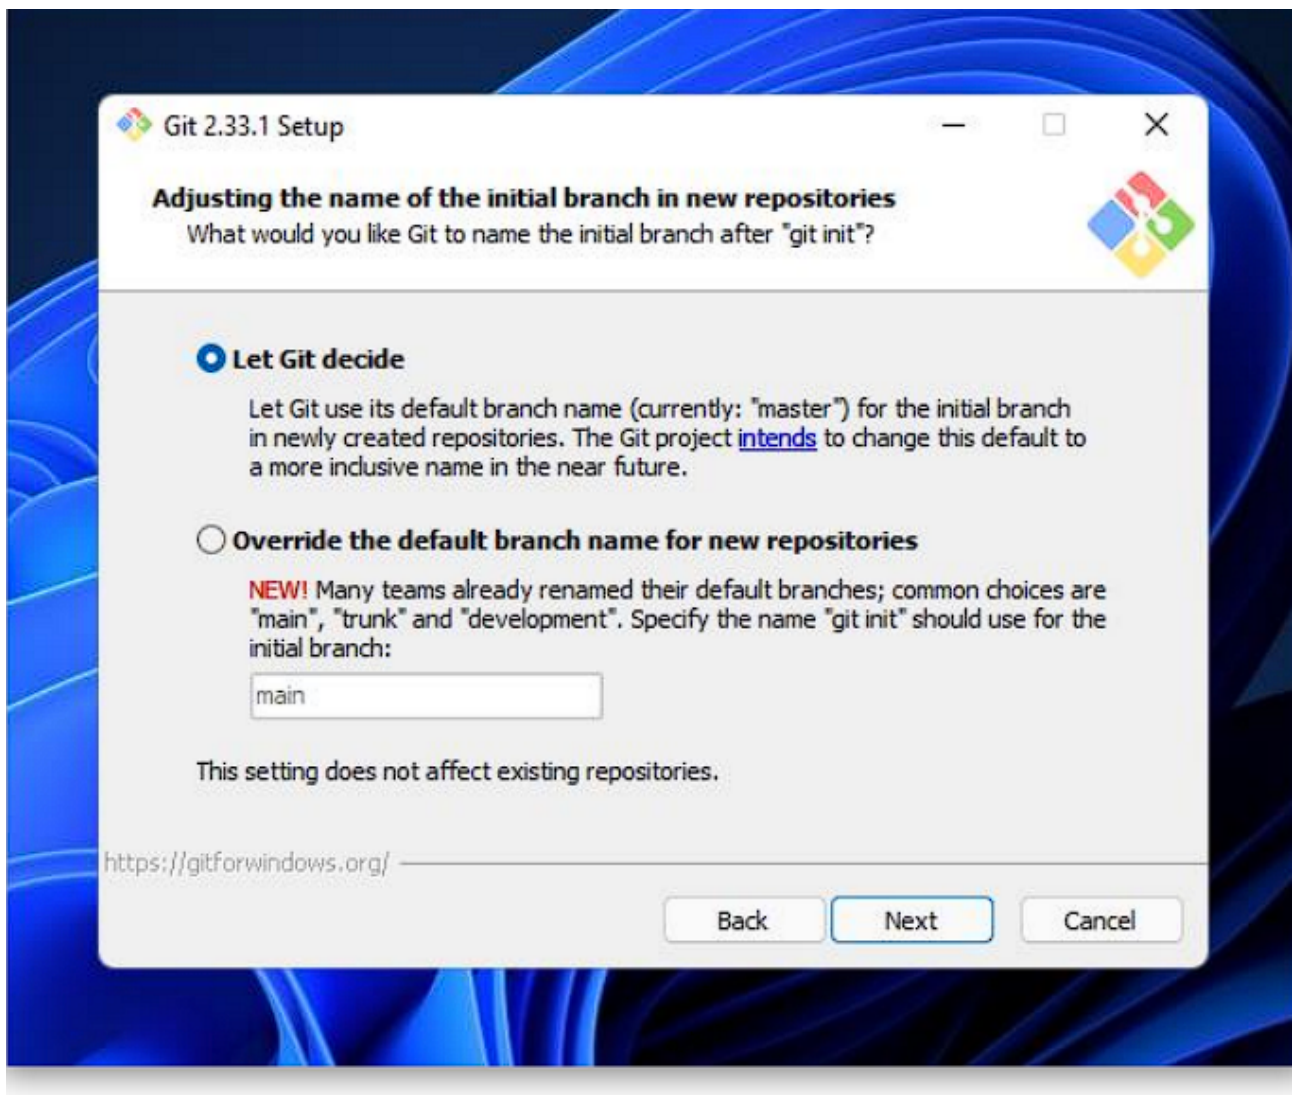 Git 2.33.1 Setup
Adjusting the name of the initial branch in new repositories
What would you like Git to name the initial branch after "git init"?
Let Git decide
Let Git use its default branch name (currently: "master") for the initial branch
in newly created repositories. The Git project intends to change this default to
a more inclusive name in the near future.
Override the default branch name for new repositories
NEW! Many teams already renamed their default branches; common choices are
"main", "trunk" and "development". Specify the name "git init" should use for the
initial branch:
main
This setting does not affect existing repositories.
https://gitforwindows.org/
Back Next Cancel